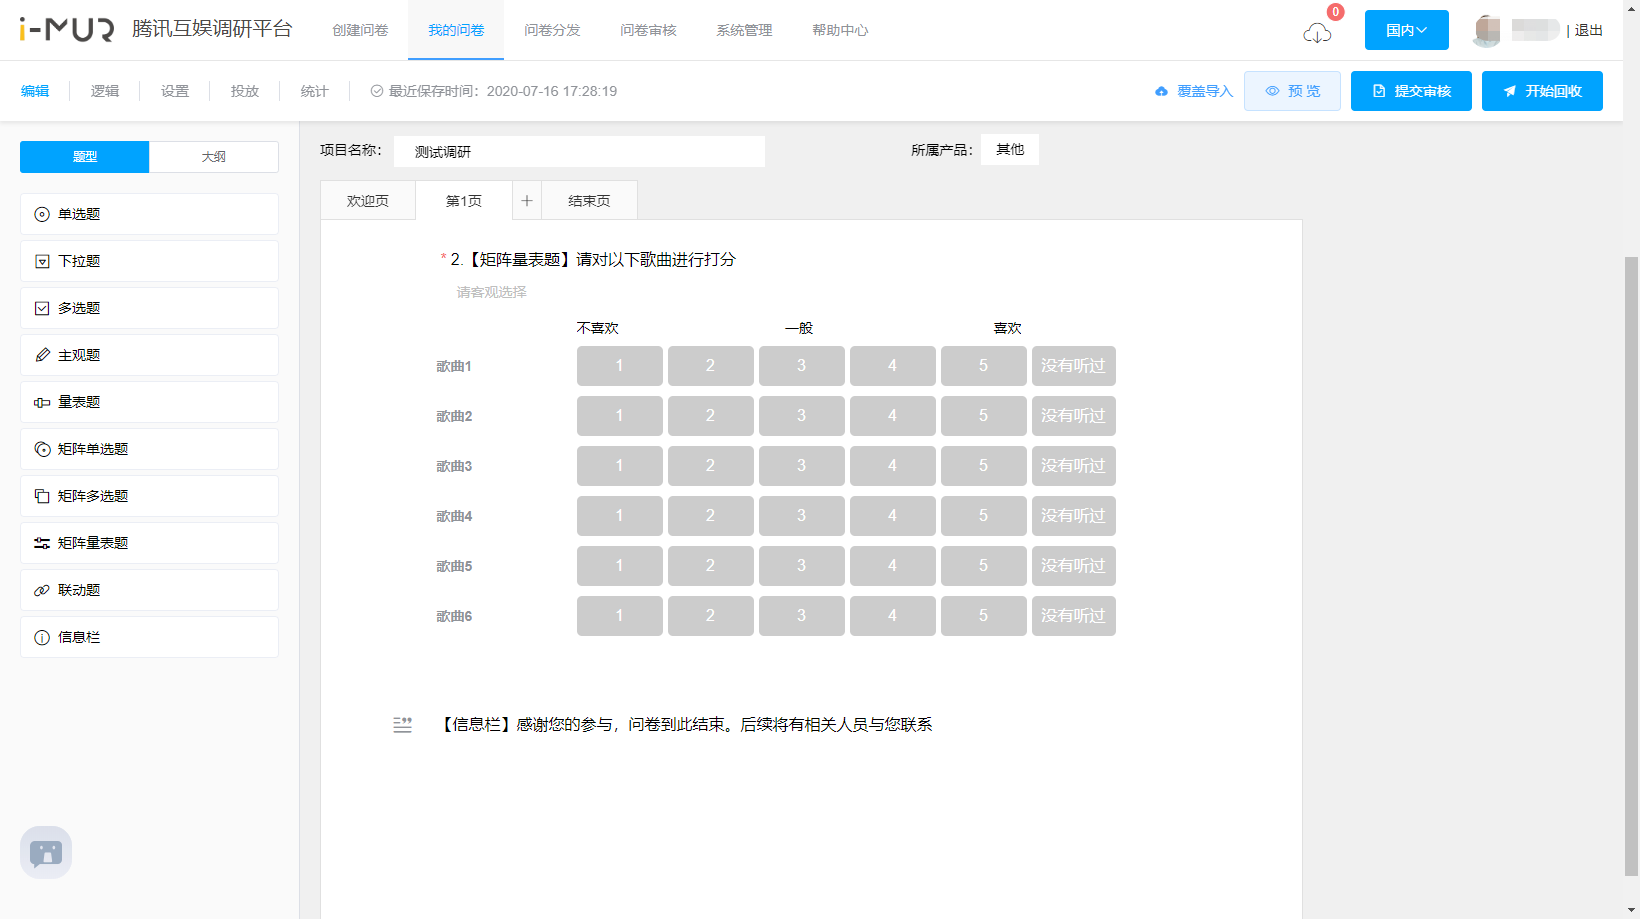 i-MUR 腾讯互娱调研平台 创建问卷 我的问卷 问卷分发 问卷审核 系统管理 帮助中心 0 国内 | 退出
编辑 逻辑 设置 投放 统计 最近保存时间：2020-07-16 17:28:19 覆盖导入 预览 提交审核 开始回收
题型 大纲
单选题
下拉题
多选题
主观题
量表题
矩阵单选题
矩阵多选题
矩阵量表题
联动题
信息栏
项目名称： 测试调研 所属产品： 其他
欢迎页 第1页 + 结束页
* 2.【矩阵量表题】请对以下歌曲进行打分
请客观选择
不喜欢 一般 喜欢
歌曲1 1 2 3 4 5 没有听过
歌曲2 1 2 3 4 5 没有听过
歌曲3 1 2 3 4 5 没有听过
歌曲4 1 2 3 4 5 没有听过
歌曲5 1 2 3 4 5 没有听过
歌曲6 1 2 3 4 5 没有听过
【信息栏】感谢您的参与，问卷到此结束。后续将有相关人员与您联系